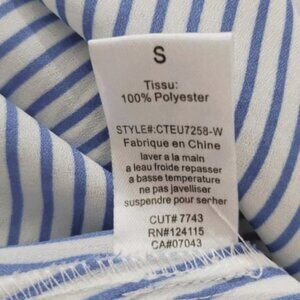 S
Tissu:
100% Polyester
STYLE#:CTEU7258-W
Fabrique en Chine
laver a la main
a leau froide repasser
a basse temperature
ne pas javelliser
suspendre pour serher
CUT# 7743
RN#124115
CA#07043